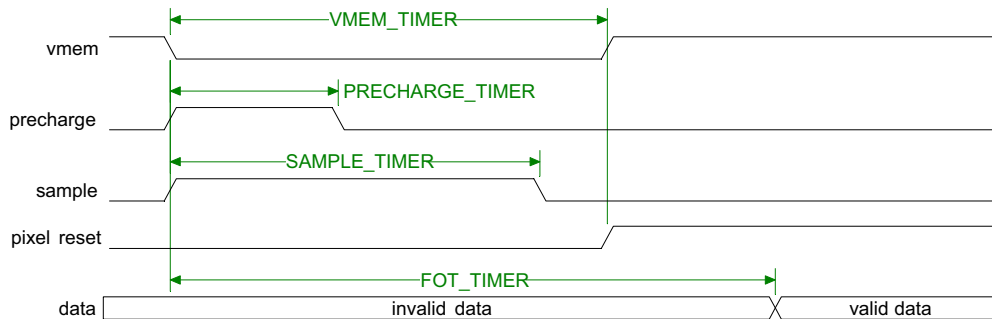 VMEM_TIMER
vmem
PRECHARGE_TIMER
precharge
SAMPLE_TIMER
sample
pixel reset
FOT_TIMER
data invalid data valid data